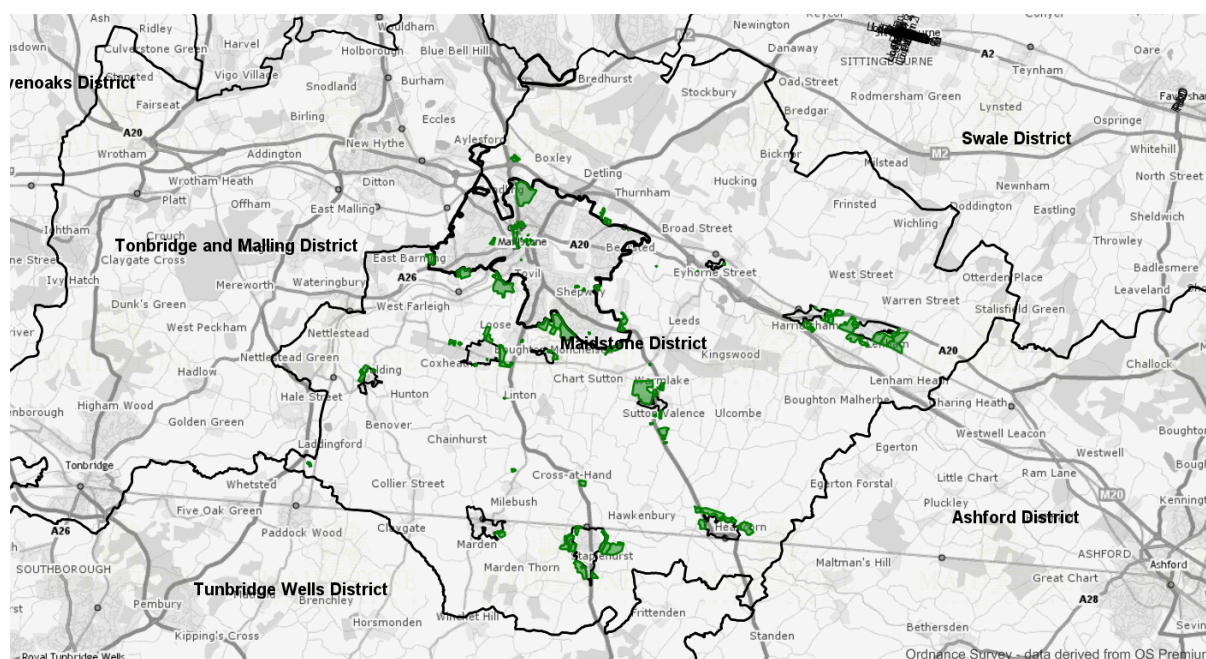 Ash
Ridley
Wouldham
Newington
Conyer
Culverstone Green
Harvel
Holborough
Blue Bell Hill
M2
Danaway
A2
Oare
Vigo Village
Burham
Bredhurst
Oad Street
SITTINGBOURNE
Teynham
venoaks District
Snodland
Stockbury
Rodmersham Green
Fairseat
Birling
Eccles
Bredgar
Lynsted
Ospringe
A20
New Hythe
Aylesford
Boxley
Swale District
Whitehill
Wrotham
Addington
Detling
Bicknor
Milstead
M2
Wrotham Heath
Ditton
Thurnham
Hucking
Newnham
North Street
Platt
Offham
East Malling
Frinsted
Doddington
Eastling
Sheldwich
Ightham
Crouch
Broad Street
Wichling
Tonbridge and Malling District
A20
Throwley
Claygate Cross
East Barming
Badlesmere
Ivy Hatch
Mereworth
Wateringbury
A26
Tovil
Eyhorne Street
West Street
Otterden Place
Leaveland
Dunk's Green
West Farleigh
Shepway
Warren Street
Stalisfield Green
West Peckham
Nettlestead
Loose
Leeds
Maidstone District
A20
Nettlestead Green
Coxheath
Kingswood
Challock
Hadlow
Chart Sutton
Lenham Heath
Hale Street
Hunton
Linton
Boughton Malherbe
Higham Wood
Sutton Valence
Ulcombe
Golden Green
Benover
Westwell Leacon
Laddingford
Chainhurst
Egerton
Westwell
Tonbridge
Cross-at-Hand
Little Chart
Ram Lane
Whetsted
Collier Street
Egerton Forstal
M20
Milebush
Pluckley
Kennington
Five Oak Green
Hawkenbury
Ashford District
A26
Paddock Wood
Claygate
Marden
Staplehurst
ASHFORD
Marden Thorn
Maltman's Hill
Ashford
SOUTHBOROUGH
Great Chart
Tunbridge Wells District
A28
Pembury
Brenchley
Frittenden
Horsmonden
Winchet Hill
Bethersden
Kipping's Cross
Standen
Royal Tunbridge Wells
Ordnance Survey - data derived from OS Premium